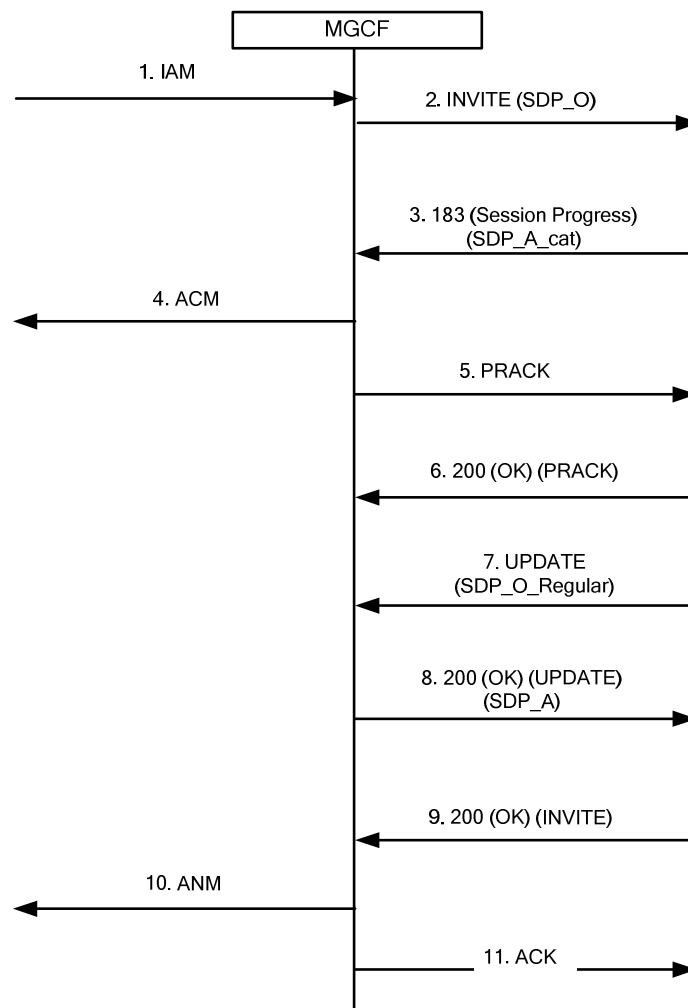 MGCF
1. IAM
2. INVITE (SDP_O)
3. 183 (Session Progress)
(SDP_A_cat)
4. ACM
5. PRACK
6. 200 (OK) (PRACK)
7. UPDATE
(SDP_O_Regular)
8. 200 (OK) (UPDATE)
(SDP_A)
9. 200 (OK) (INVITE)
10. ANM
11. ACK